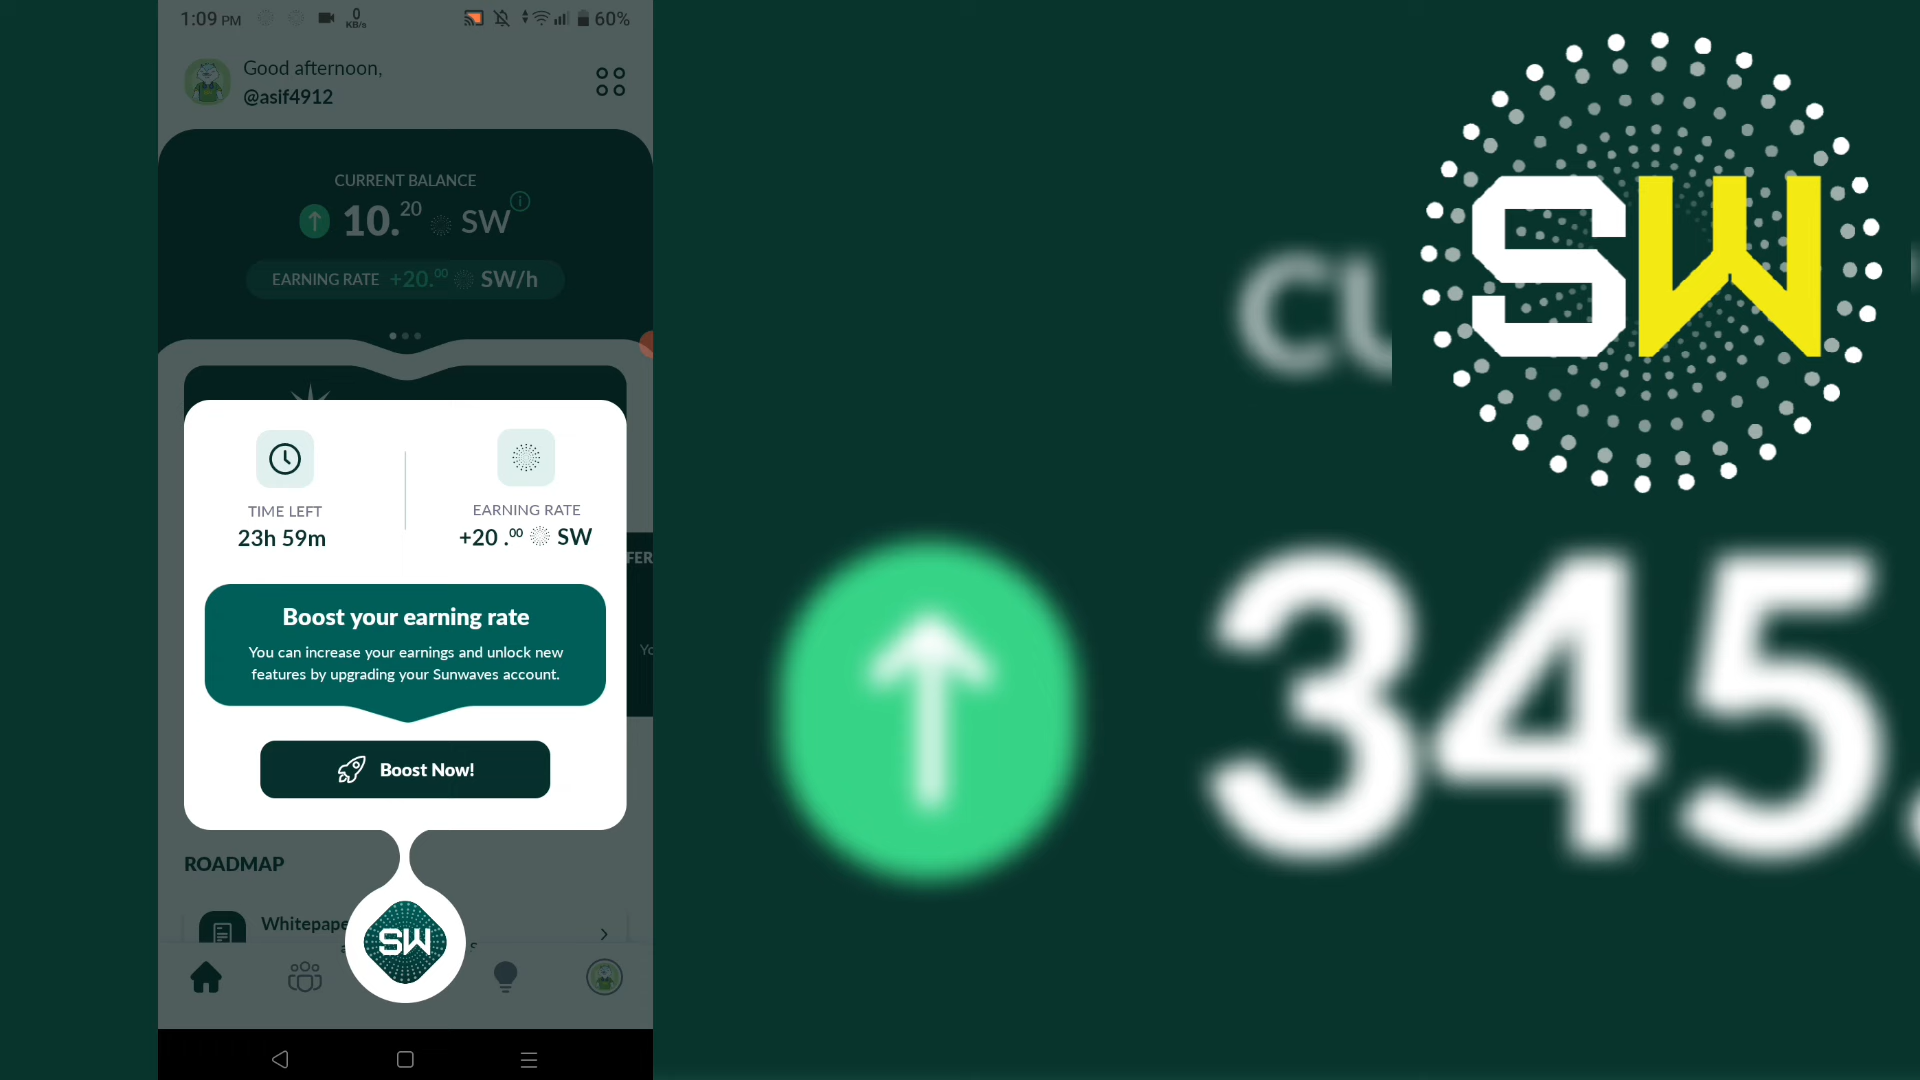 1:09 PM
0
KB/s
60%
Good afternoon,
@asif4912
CURRENT BALANCE
10.20 SW
EARNING RATE +20.00 SW/h
TIME LEFT
23h 59m
EARNING RATE
+20 .00 SW
Boost your earning rate
You can increase your earnings and unlock new
features by upgrading your Sunwaves account.
Boost Now!
ROADMAP
SW
SW
345.